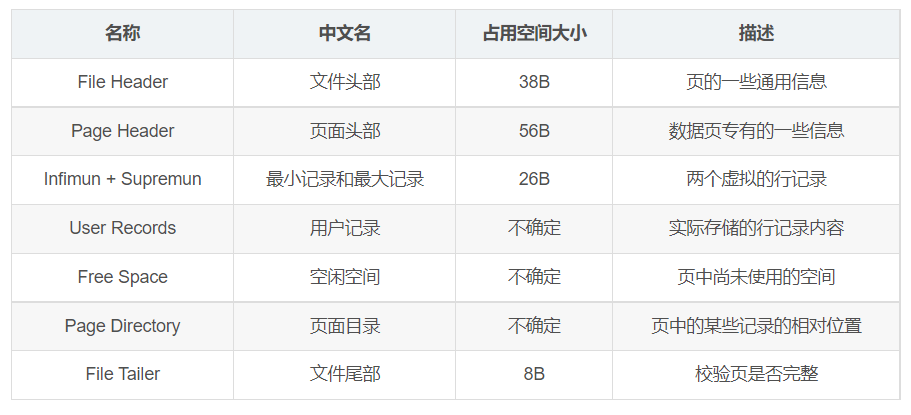 名称 中文名 占用空间大小 描述
File Header 文件头部 38B 页的一些通用信息
Page Header 页面头部 56B 数据页专有的一些信息
Infimun + Supremun 最小记录和最大记录 26B 两个虚拟的行记录
User Records 用户记录 不确定 实际存储的行记录内容
Free Space 空闲空间 不确定 页中尚未使用的空间
Page Directory 页面目录 不确定 页中的某些记录的相对位置
File Tailer 文件尾部 8B 校验页是否完整